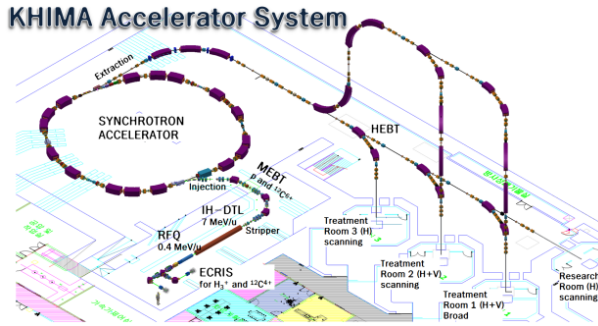 KHIMA Accelerator System
Extraction
SYNCHROTRON
ACCELERATOR
HEBT
Injection
MEBT
p and ¹²C⁶⁺
IH-DTL
7 MeV/u
Stripper
RFQ
0.4 MeV/u
ECRIS
for H₃⁺ and ¹²C⁴⁺
Treatment
Room 3 (H)
scanning
Treatment
Room 2 (H+V)
scanning
Treatment
Room 1 (H+V)
Broad
Research
Room (H)
scanning